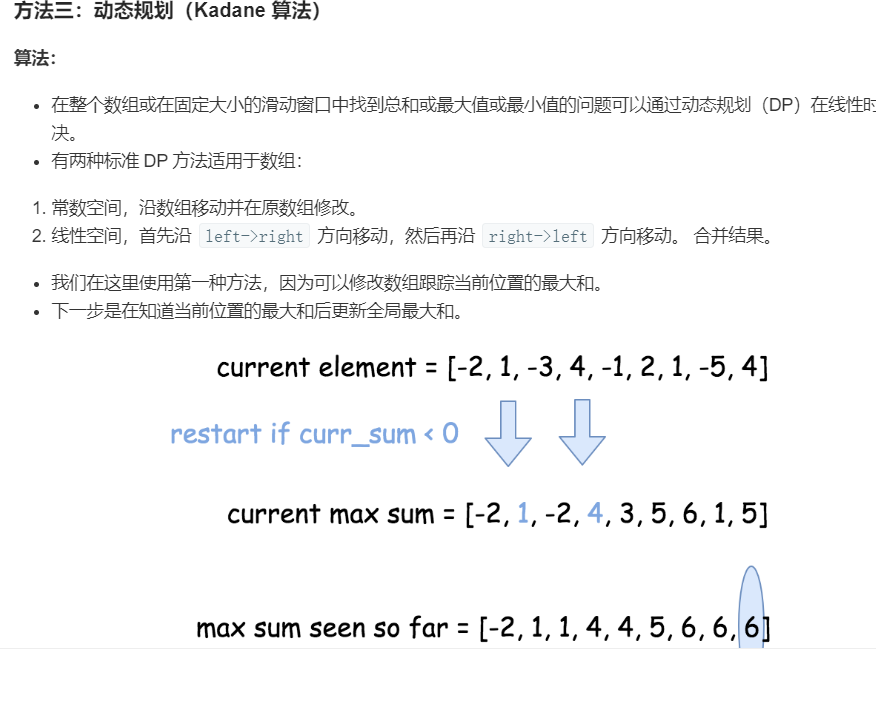 方法三：动态规划（Kadane 算法）
算法：
• 在整个数组或在固定大小的滑动窗口中找到总和或最大值或最小值的问题可以通过动态规划（DP）在线性时
决。
• 有两种标准 DP 方法适用于数组：
1. 常数空间，沿数组移动并在原数组修改。
2. 线性空间，首先沿 left->right 方向移动，然后再沿 right->left 方向移动。 合并结果。
• 我们在这里使用第一种方法，因为可以修改数组跟踪当前位置的最大和。
• 下一步是在知道当前位置的最大和后更新全局最大和。
current element = [-2, 1, -3, 4, -1, 2, 1, -5, 4]
restart if curr_sum < 0
current max sum = [-2, 1, -2, 4, 3, 5, 6, 1, 5]
max sum seen so far = [-2, 1, 1, 4, 4, 5, 6, 6, 6]